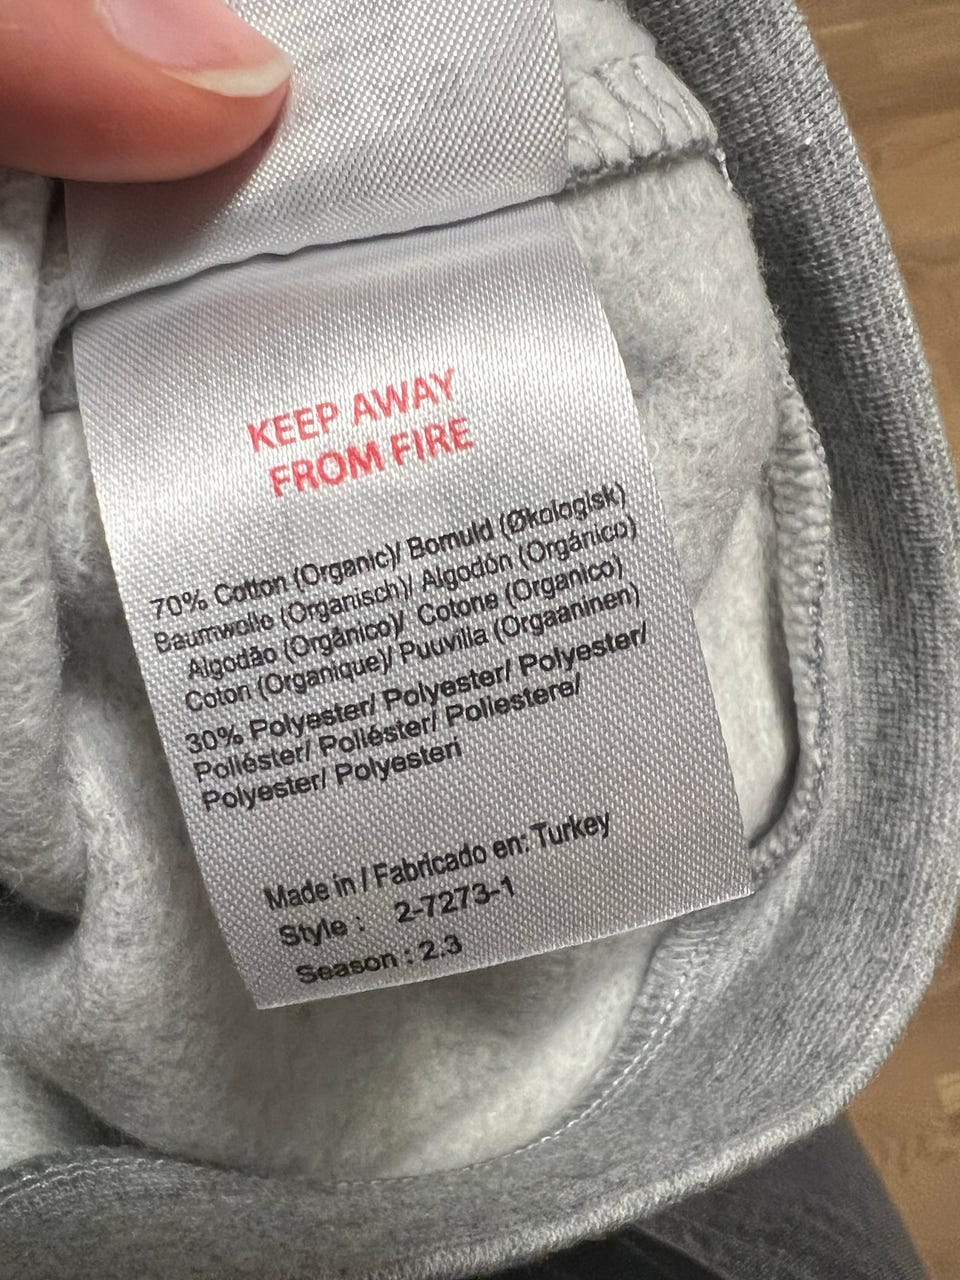 KEEP AWAY
FROM FIRE
70% Cotton (Organic)/ Bomuld (Økologisk)
Baumwolle (Organisch)/ Algodón (Orgánico)
Algodão (Orgânico)/ Cotone (Organico)
Coton (Organique)/ Puuvilla (Orgaaninen)
30% Polyester/ Polyester/ Polyester/
Poliéster/ Poliéster/ Poliestere/
Polyester/ Polyesteri
Made in / Fabricado en: Turkey
Style : 2-7273-1
Season : 2.3